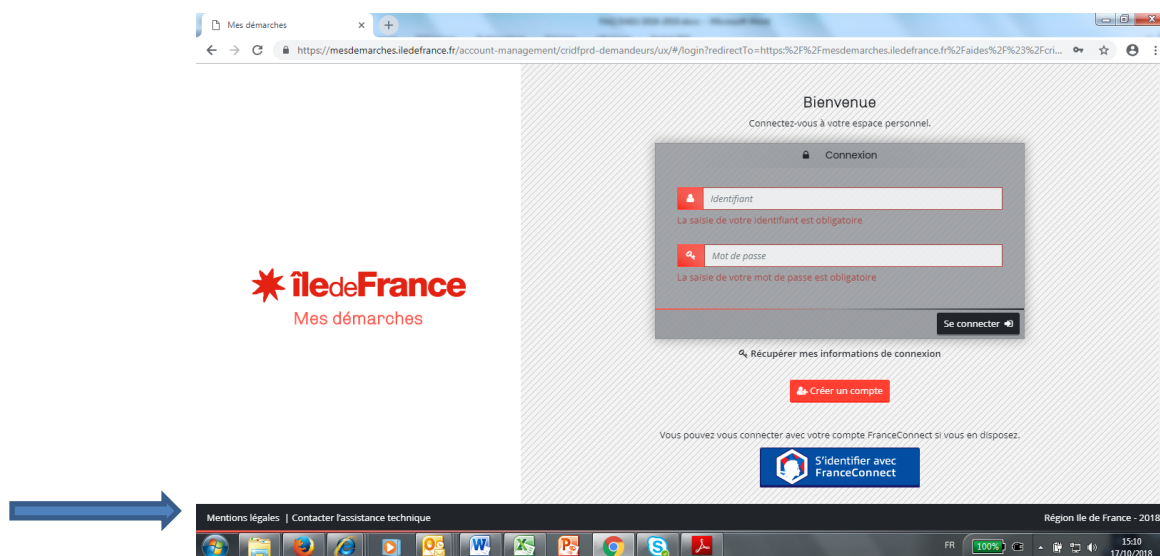 Mes démarches
https://mesdemarches.iledefrance.fr/account-management/cridfprd-demandeurs/ux/#/login?redirectTo=https:%2F%2Fmesdemarches.iledefrance.fr%2Faides%2F%23%2Fcri...
Bienvenue
Connectez-vous à votre espace personnel.
Connexion
Identifiant
La saisie de votre identifiant est obligatoire
Mot de passe
La saisie de votre mot de passe est obligatoire
îledeFrance
Mes démarches
Se connecter
Récupérer mes informations de connexion
Créer un compte
Vous pouvez vous connecter avec votre compte FranceConnect si vous en disposez.
S'identifier avec
FranceConnect
Mentions légales | Contacter l'assistance technique
Région Ile de France - 2018
FR
100%
15:10
17/10/2018